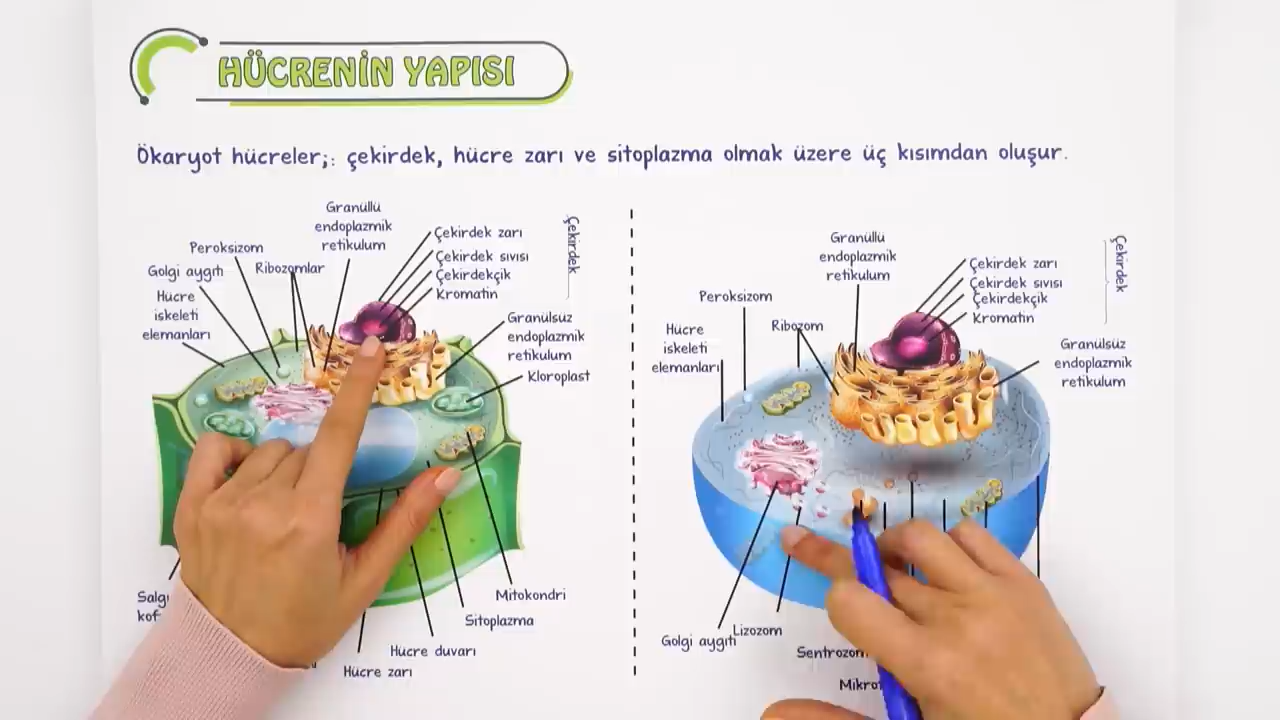 HÜCRENİN YAPISI
Ökaryot hücreler;: çekirdek, hücre zarı ve sitoplazma olmak üzere üç kısımdan oluşur.
Granüllü
endoplazmik
retikulum
Çekirdek zarı
Çekirdek sıvısı
Çekirdekçik
Kromatin
Çekirdek
Peroksizom
Golgi aygıtı
Ribozomlar
Hücre
iskeleti
elemanları
Granülsüz
endoplazmik
retikulum
Kloroplast
Mitokondri
Sitoplazma
Hücre duvarı
Hücre zarı
Granüllü
endoplazmik
retikulum
Çekirdek zarı
Çekirdek sıvısı
Çekirdekçik
Kromatin
Çekirdek
Peroksizom
Ribozom
Hücre
iskeleti
elemanları
Granülsüz
endoplazmik
retikulum
Golgi aygıtı
Lizozom